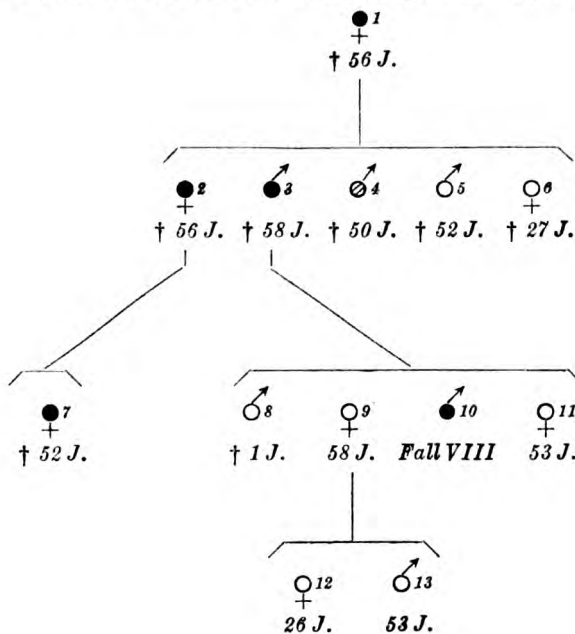 1
† 56 J.
2 3 4 5 6
† 56 J. † 58 J. † 50 J. † 52 J. † 27 J.
7 8 9 10 11
† 52 J. † 1 J. 58 J. Fall VIII 53 J.
12 13
26 J. 53 J.